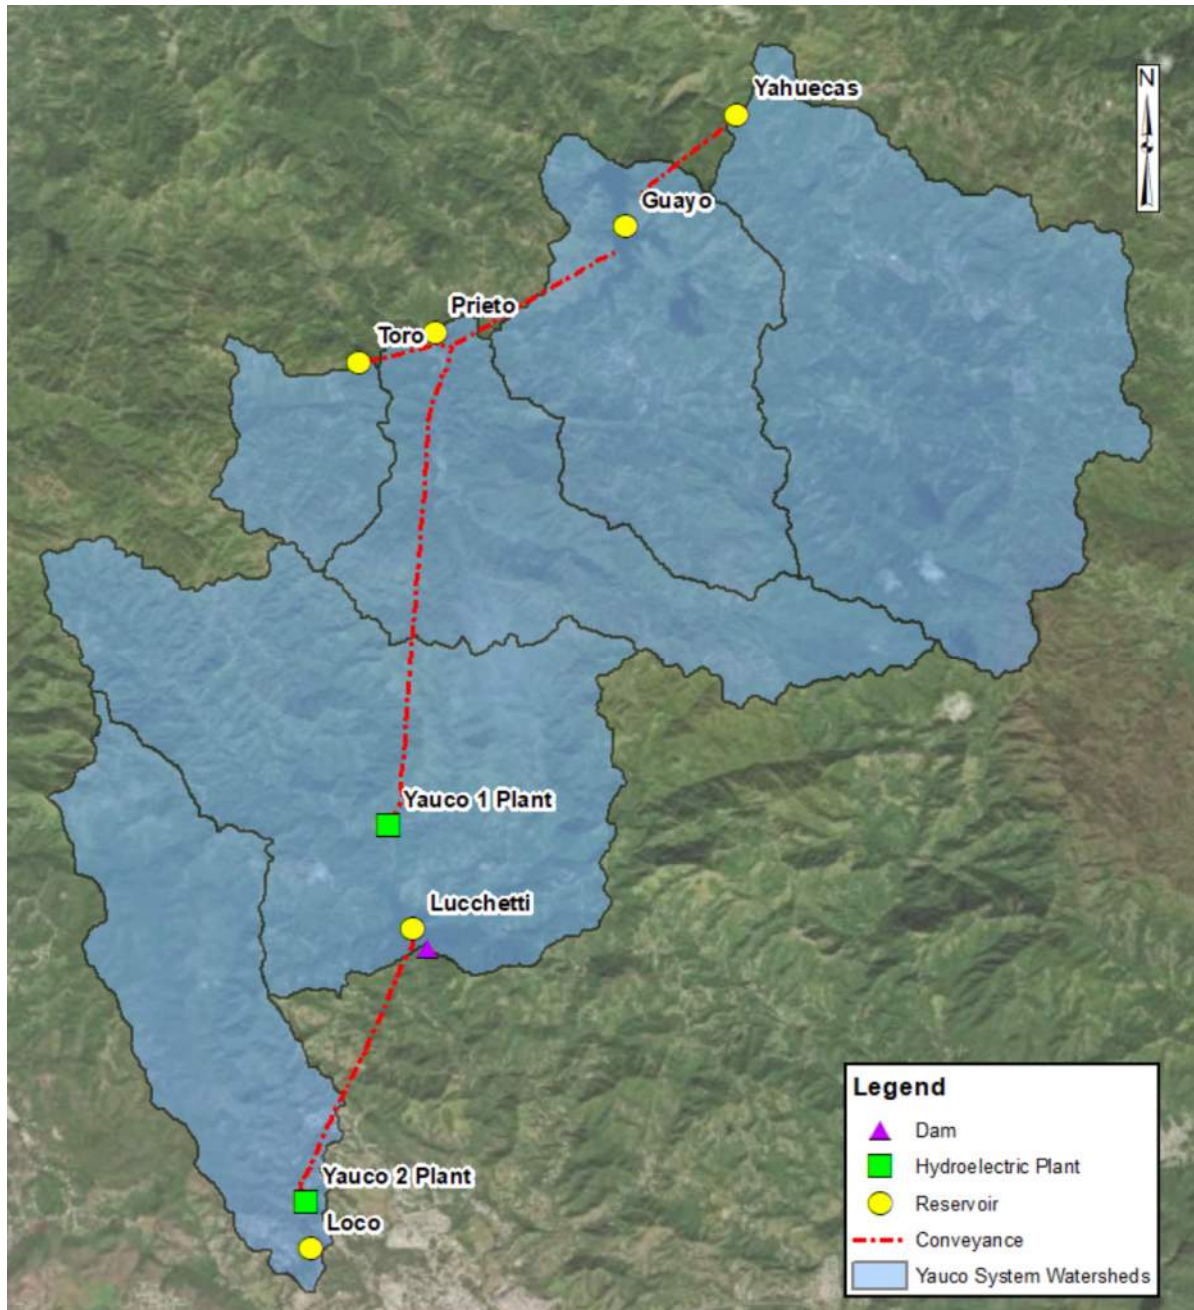 Yahuecas
N
Guayo
Prieto
Toro
Yauco 1 Plant
Lucchetti
Yauco 2 Plant
Loco
Legend
Dam
Hydroelectric Plant
Reservoir
Conveyance
Yauco System Watersheds